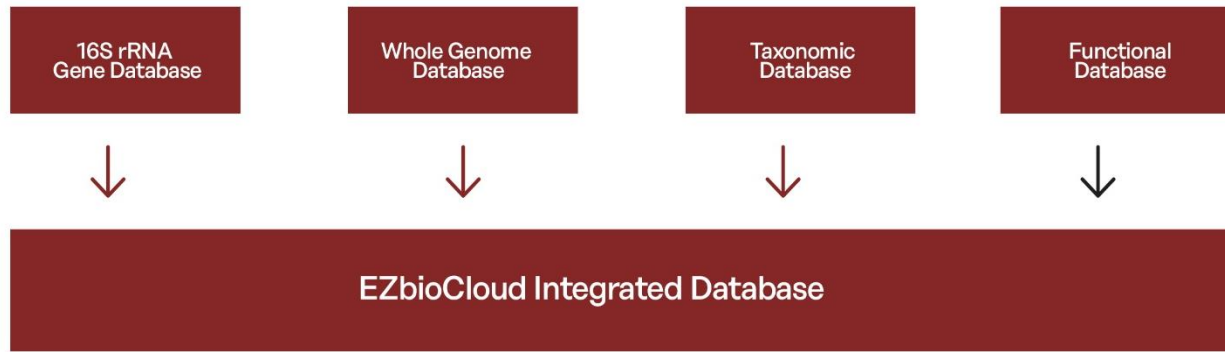 16S rRNA
Gene Database
Whole Genome
Database
Taxonomic
Database
Functional
Database
EZbioCloud Integrated Database